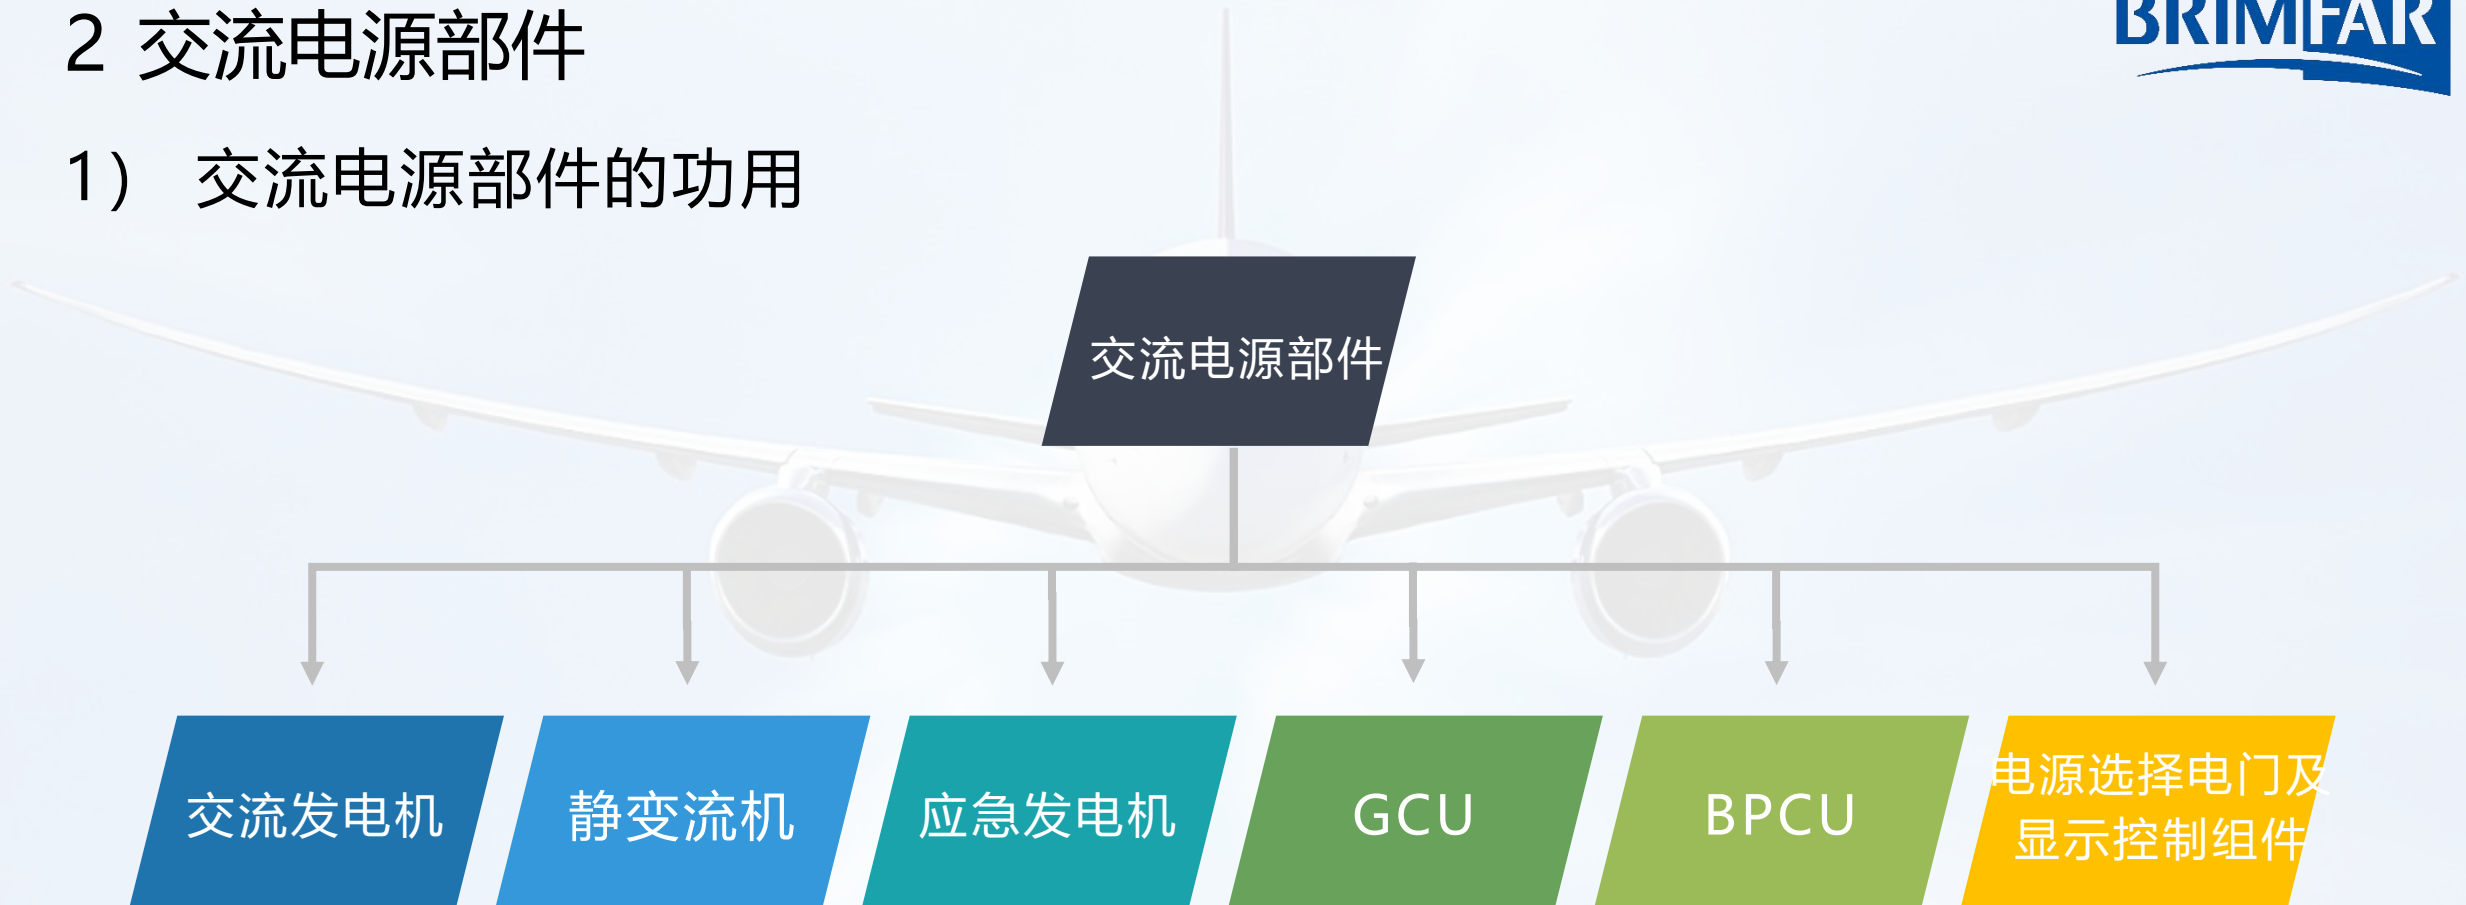 BRIMFAR
2 交流电源部件
1） 交流电源部件的功用
交流电源部件
交流发电机
静变流机
应急发电机
GCU
BPCU
电源选择电门及
显示控制组件